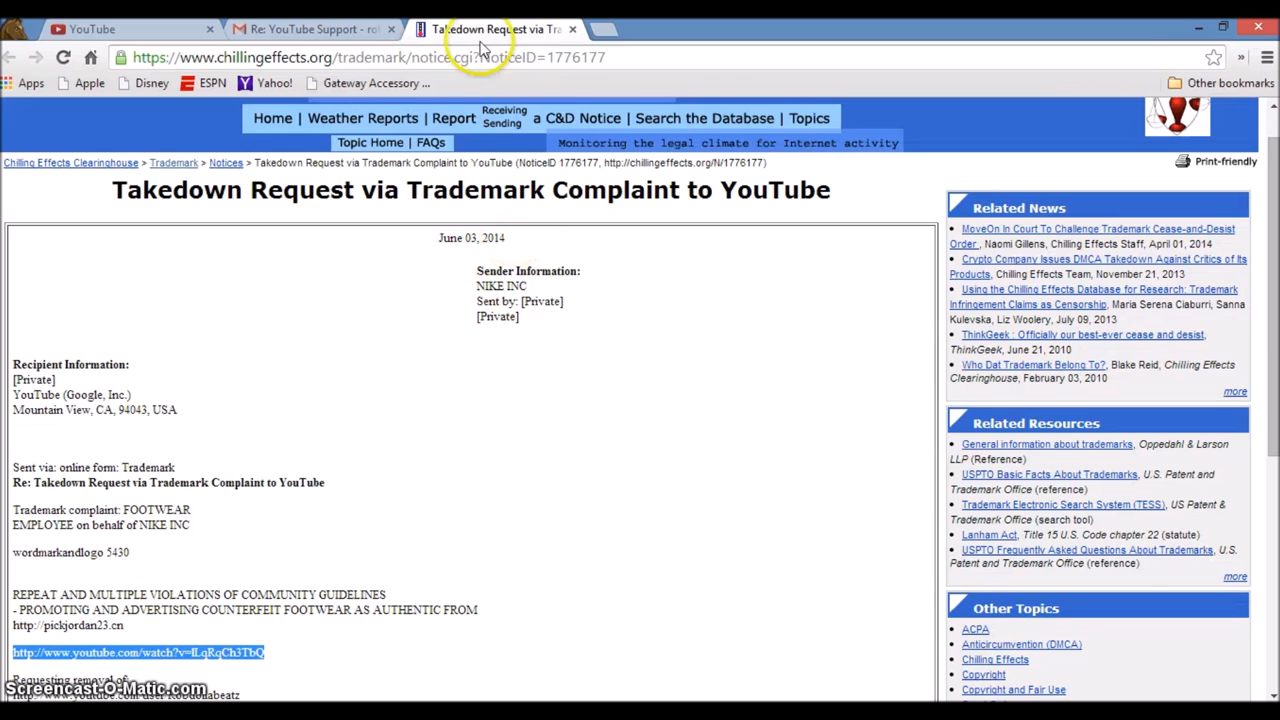 YouTube
Re: YouTube Support - ro
Takedown Request via Tra
https://www.chillingeffects.org/trademark/notice.cgi?NoticeID=1776177
Apple
Disney
ESPN
Yahoo!
Gateway Accessory ...
Other bookmarks
Home | Weather Reports | Report Receiving Sending a C&D Notice | Search the Database | Topics
Topic Home | FAQs
Monitoring the legal climate for Internet activity
Chilling Effects Clearinghouse > Trademark > Notices > Takedown Request via Trademark Complaint to YouTube (NoticeID 1776177, http://chillingeffects.org/N/1776177)
Print-friendly
Takedown Request via Trademark Complaint to YouTube
June 03, 2014
Sender Information:
NIKE INC
Sent by: [Private]
[Private]
Recipient Information:
[Private]
YouTube (Google, Inc.)
Mountain View, CA, 94043, USA
Sent via: online form: Trademark
Re: Takedown Request via Trademark Complaint to YouTube
Trademark complaint: FOOTWEAR
EMPLOYEE on behalf of NIKE INC
wordmarkandlogo 5430
REPEAT AND MULTIPLE VIOLATIONS OF COMMUNITY GUIDELINES
- PROMOTING AND ADVERTISING COUNTERFEIT FOOTWEAR AS AUTHENTIC FROM
http://pickjordan23.cn
http://www.youtube.com/watch?v=lLqRqCh3TbQ
Requesting removal of:
Screencast-O-Matic.com
Related News
MoveOn In Court To Challenge Trademark Cease-and-Desist
Order , Naomi Gillens, Chilling Effects Staff, April 01, 2014
Crypto Company Issues DMCA Takedown Against Critics of Its
Products, Chilling Effects Team, November 21, 2013
Using the Chilling Effects Database for Research: Trademark
Infringement Claims as Censorship, Maria Serena Ciaburri, Sanna
Kulevska, Liz Woolery, July 09, 2013
ThinkGeek : Officially our best-ever cease and desist,
ThinkGeek, June 21, 2010
Who Dat Trademark Belong To?, Blake Reid, Chilling Effects
Clearinghouse, February 03, 2010
more
Related Resources
General information about trademarks, Oppedahl & Larson
LLP (Reference)
USPTO Basic Facts About Trademarks, U.S. Patent and
Trademark Office (reference)
Trademark Electronic Search System (TESS), US Patent &
Trademark Office (search tool)
Lanham Act, Title 15 U.S. Code chapter 22 (statute)
USPTO Frequently Asked Questions About Trademarks, U.S.
Patent and Trademark Office (reference)
more
Other Topics
ACPA
Anticircumvention (DMCA)
Chilling Effects
Copyright
Copyright and Fair Use